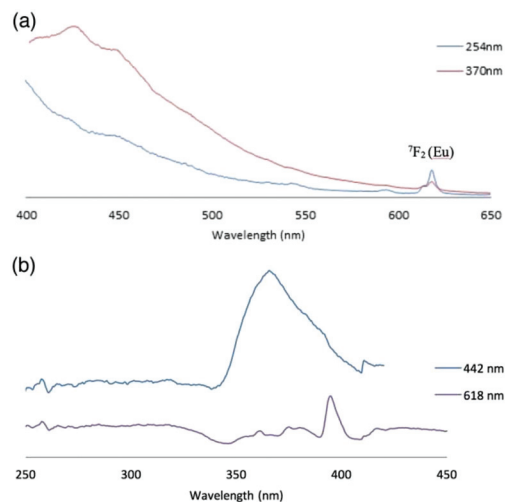 (a)
254nm
370nm
⁷F₂ (Eu)
400 450 500 550 600 650
Wavelength (nm)
(b)
442 nm
618 nm
250 300 350 400 450
Wavelength (nm)